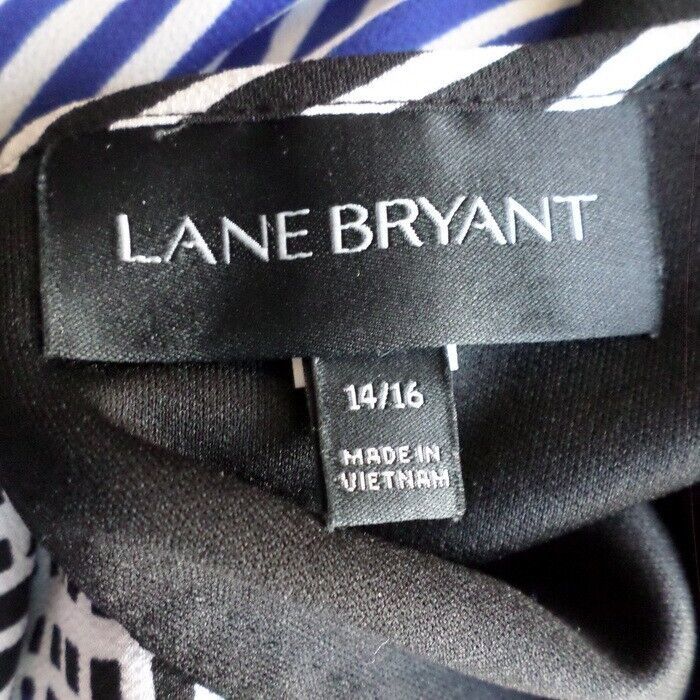 LANE BRYANT
14/16
MADE IN
VIETNAM